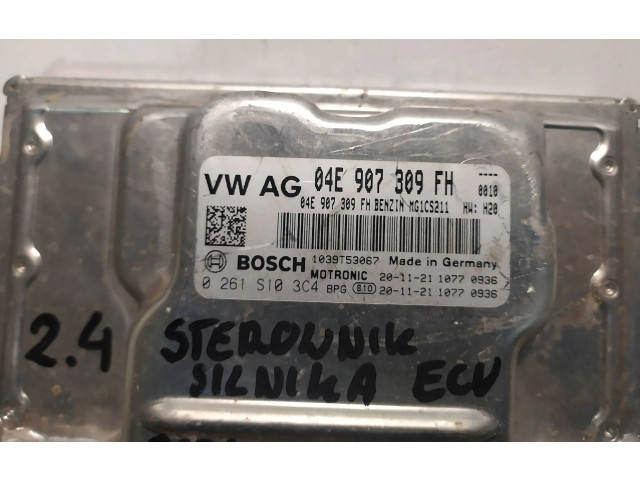 VW AG 04E 907 309 FH ----
0010
04E 907 309 FH BENZIN MG1CS211 HW: H20
BOSCH 1039T53067 Made in Germany
MOTRONIC 20-11-21 1077 0936
0 261 S10 3C4 BPG 8.10 20-11-21 1077 0936
2.4 STEROWNIK
SILNIKA ECU